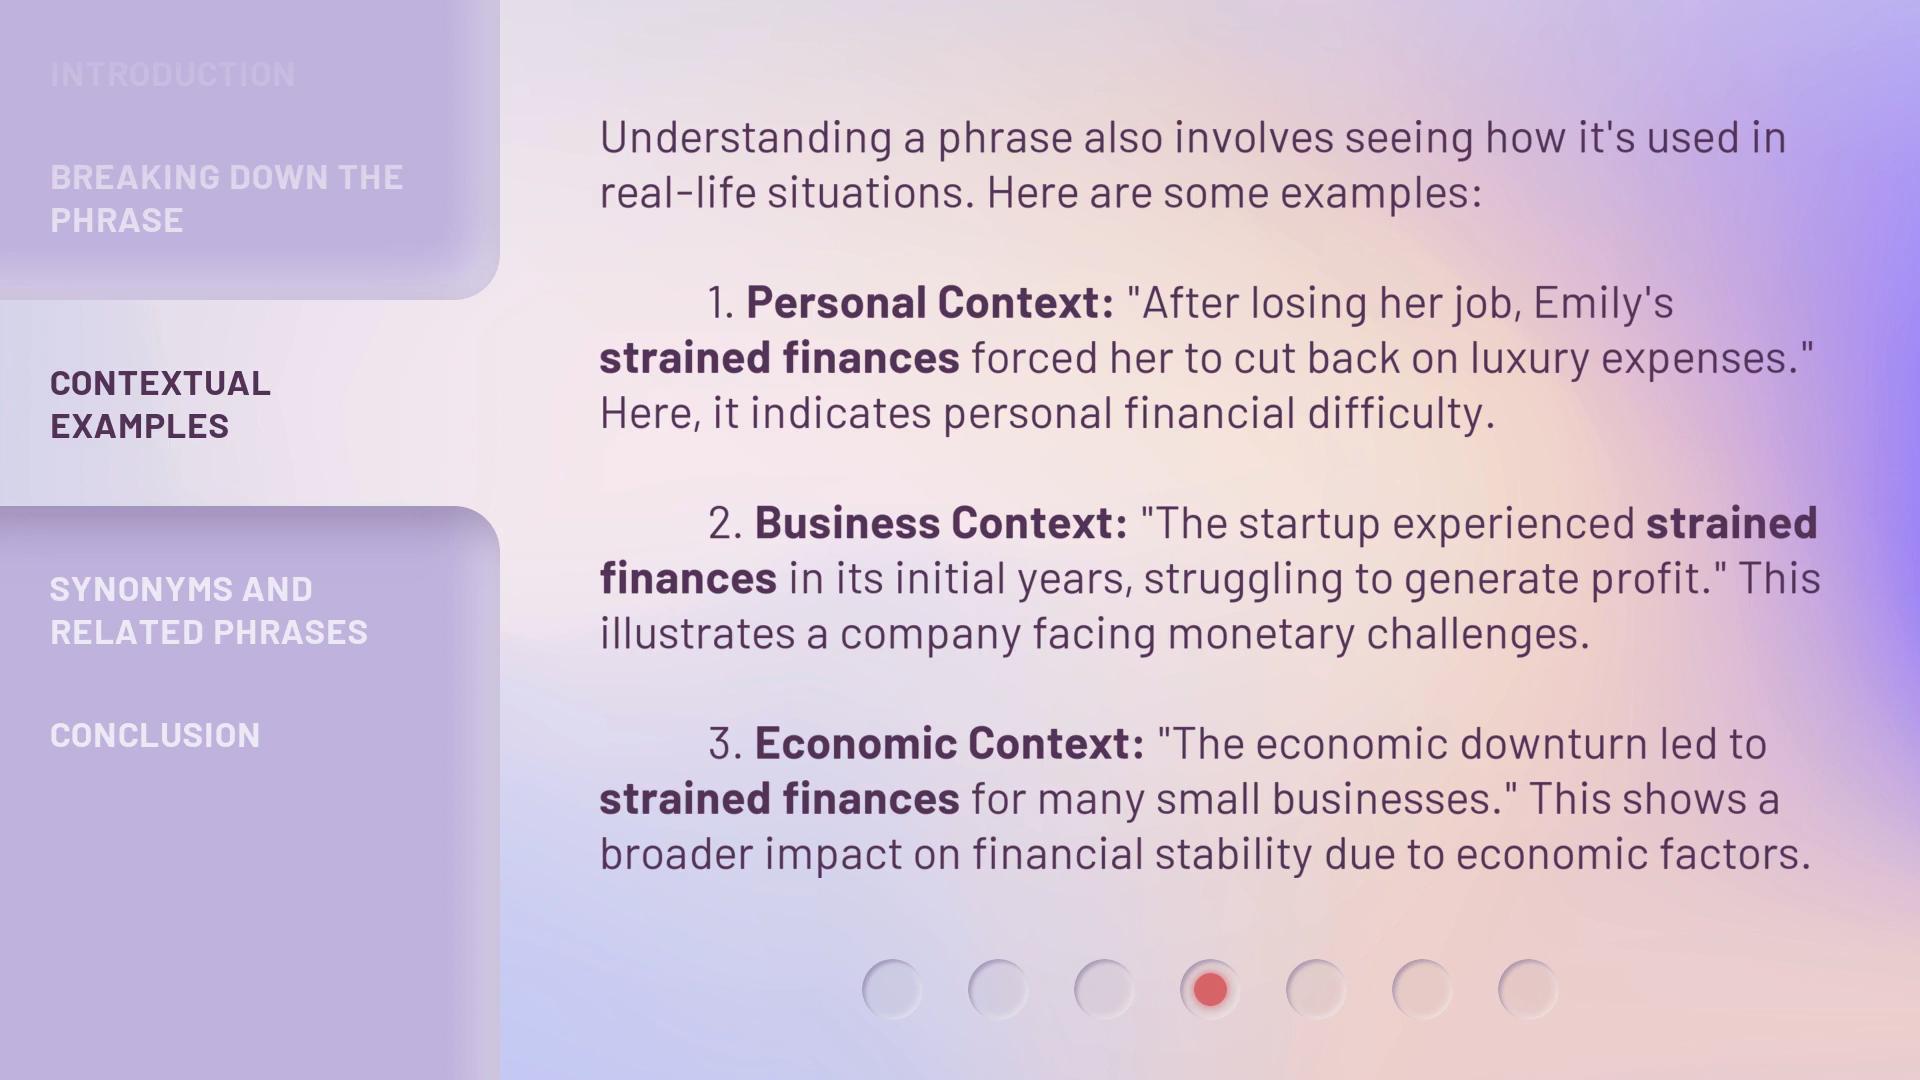 INTRODUCTION
BREAKING DOWN THE
PHRASE
CONTEXTUAL
EXAMPLES
SYNONYMS AND
RELATED PHRASES
CONCLUSION
Understanding a phrase also involves seeing how it's used in
real-life situations. Here are some examples:
1. Personal Context: "After losing her job, Emily's
strained finances forced her to cut back on luxury expenses."
Here, it indicates personal financial difficulty.
2. Business Context: "The startup experienced strained
finances in its initial years, struggling to generate profit." This
illustrates a company facing monetary challenges.
3. Economic Context: "The economic downturn led to
strained finances for many small businesses." This shows a
broader impact on financial stability due to economic factors.